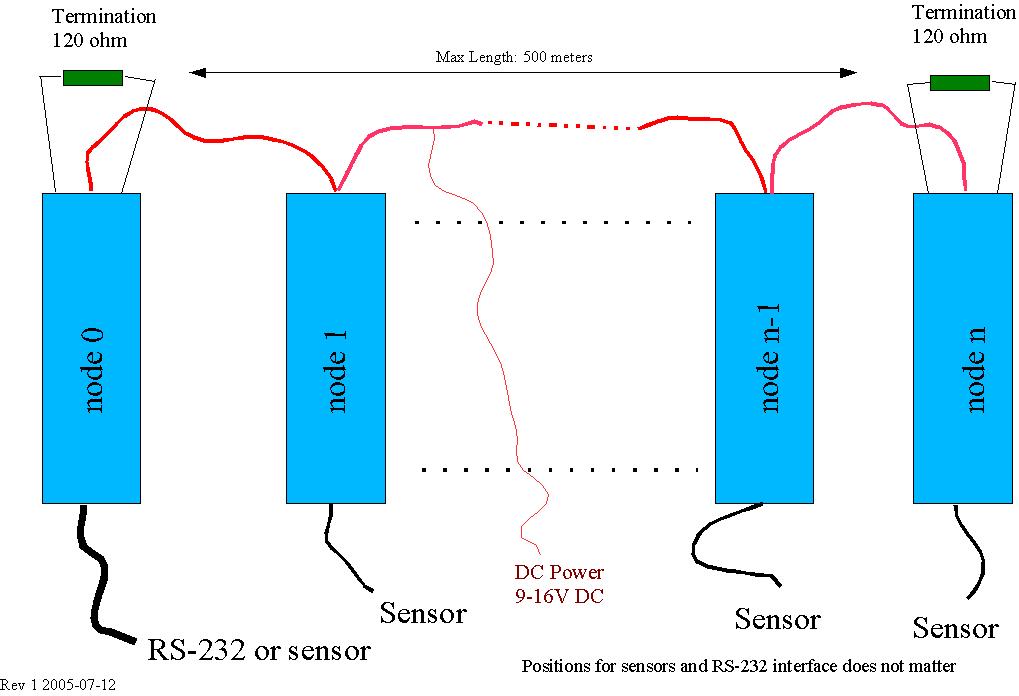 Termination
120 ohm
Termination
120 ohm
Max Length: 500 meters
node 0
node 1
node n-1
node n
DC Power
9-16V DC
Sensor
Sensor
Sensor
RS-232 or sensor
Positions for sensors and RS-232 interface does not matter
Rev 1 2005-07-12